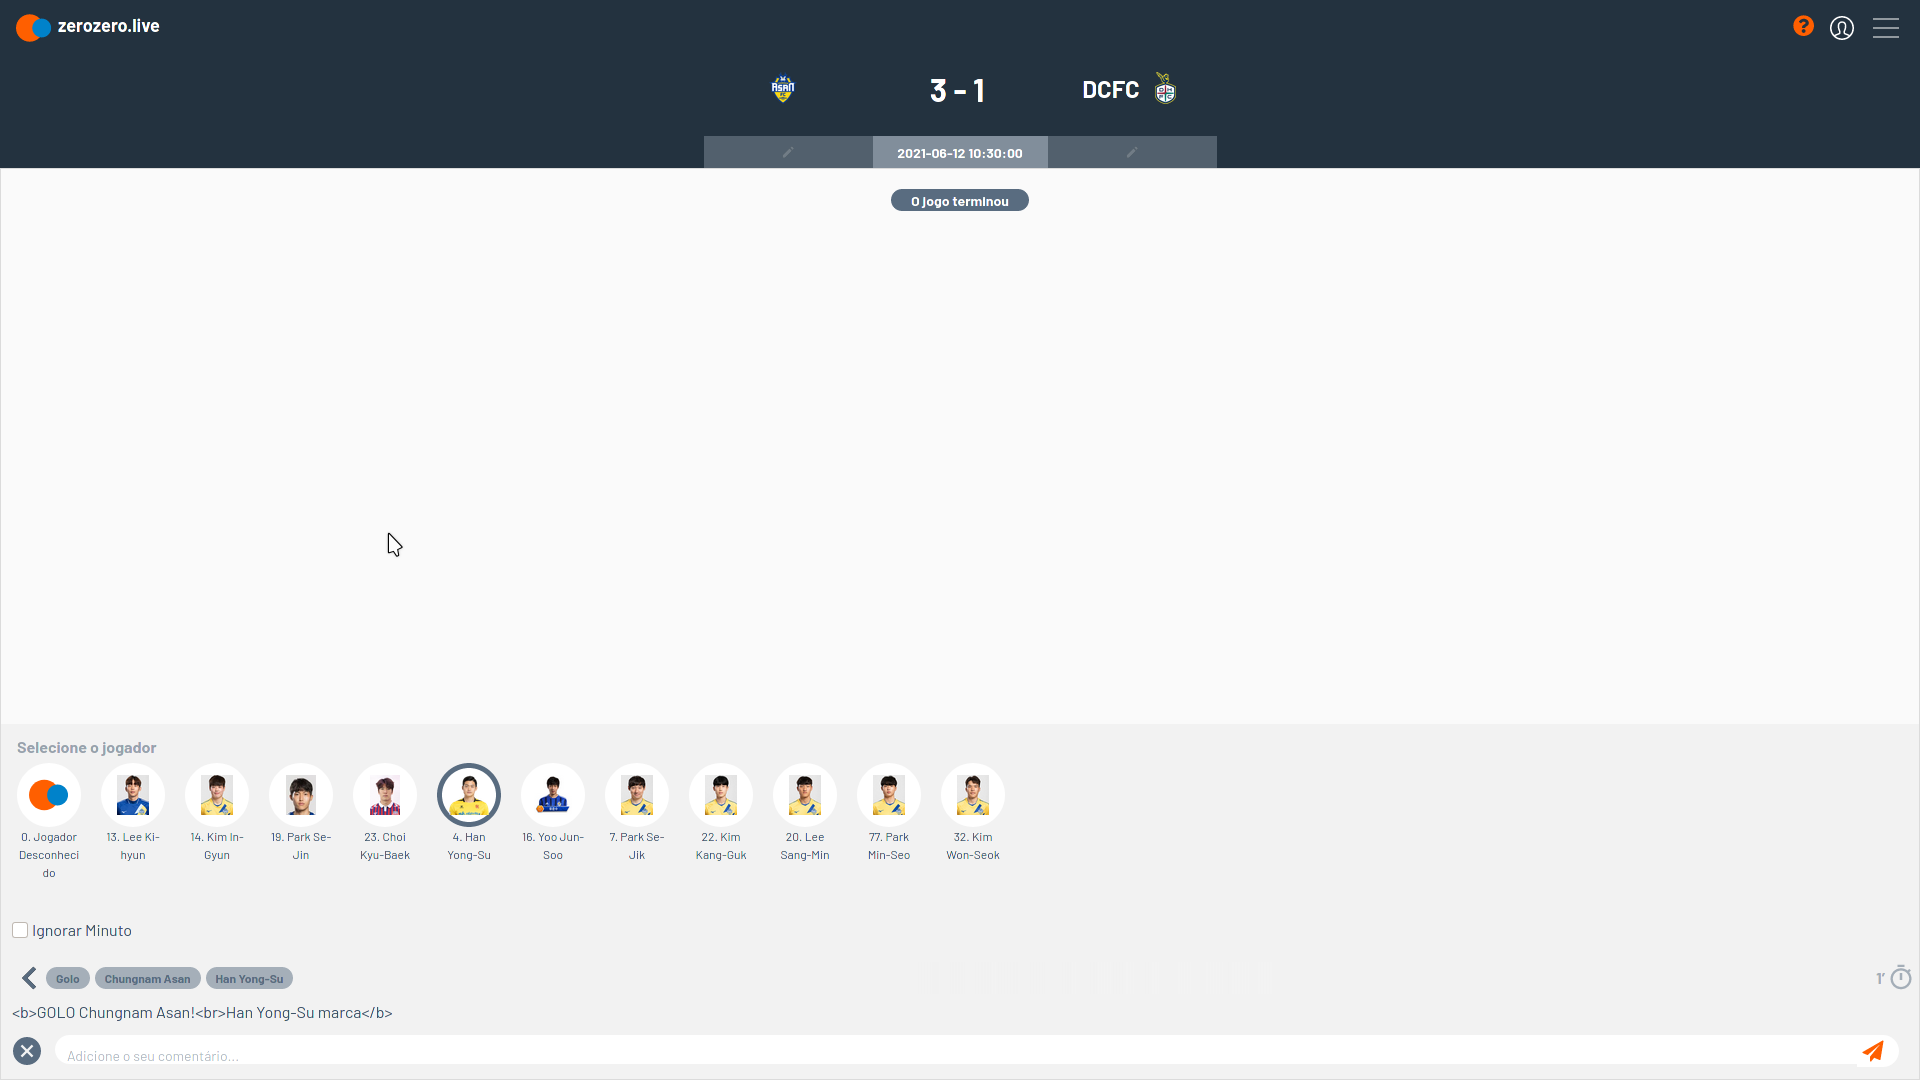 zerozero.live
?
ASAN
3 - 1
DCFC
2021-06-12 10:30:00
O jogo terminou
Selecione o jogador
0. Jogador Desconhecido
13. Lee Ki-hyun
14. Kim In-Gyun
19. Park Se-Jin
23. Choi Kyu-Baek
4. Han Yong-Su
16. Yoo Jun-Soo
7. Park Se-Jik
22. Kim Kang-Guk
20. Lee Sang-Min
77. Park Min-Seo
32. Kim Won-Seok
Ignorar Minuto
Golo
Chungnam Asan
Han Yong-Su
1'
<b>GOLO Chungnam Asan!<br>Han Yong-Su marca</b>
Adicione o seu comentário...